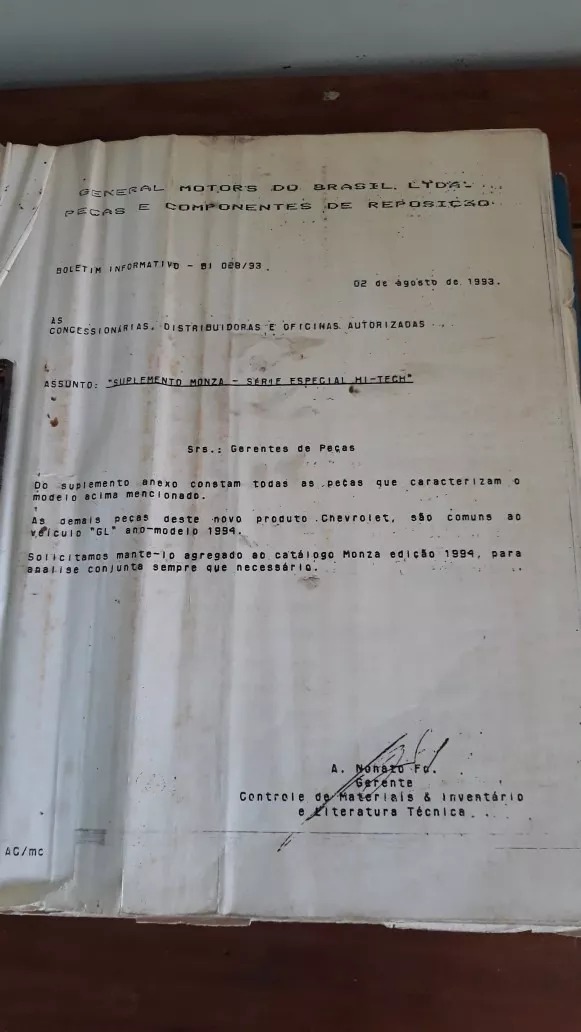 GENERAL MOTORS DO BRASIL LTDA.
PEÇAS E COMPONENTES DE REPOSIÇÃO
BOLETIM INFORMATIVO - BI 028/93.
02 de agosto de 1993.
ÀS
CONCESSIONÁRIAS, DISTRIBUIDORAS E OFICINAS AUTORIZADAS
ASSUNTO: "SUPLEMENTO MONZA - SÉRIE ESPECIAL HI-TECH"
Srs.: Gerentes de Peças
Do suplemento anexo constam todas as peças que caracterizam o
modelo acima mencionado.
As demais peças deste novo produto Chevrolet, são comuns ao
veículo "GL" ano-modelo 1994.
Solicitamos mante-lo agregado ao catálogo Monza edição 1994, para
analise conjunta sempre que necessário.
A. Nonato Fo.
Gerente
Controle de Materiais & Inventário
e Literatura Técnica
AG/mc